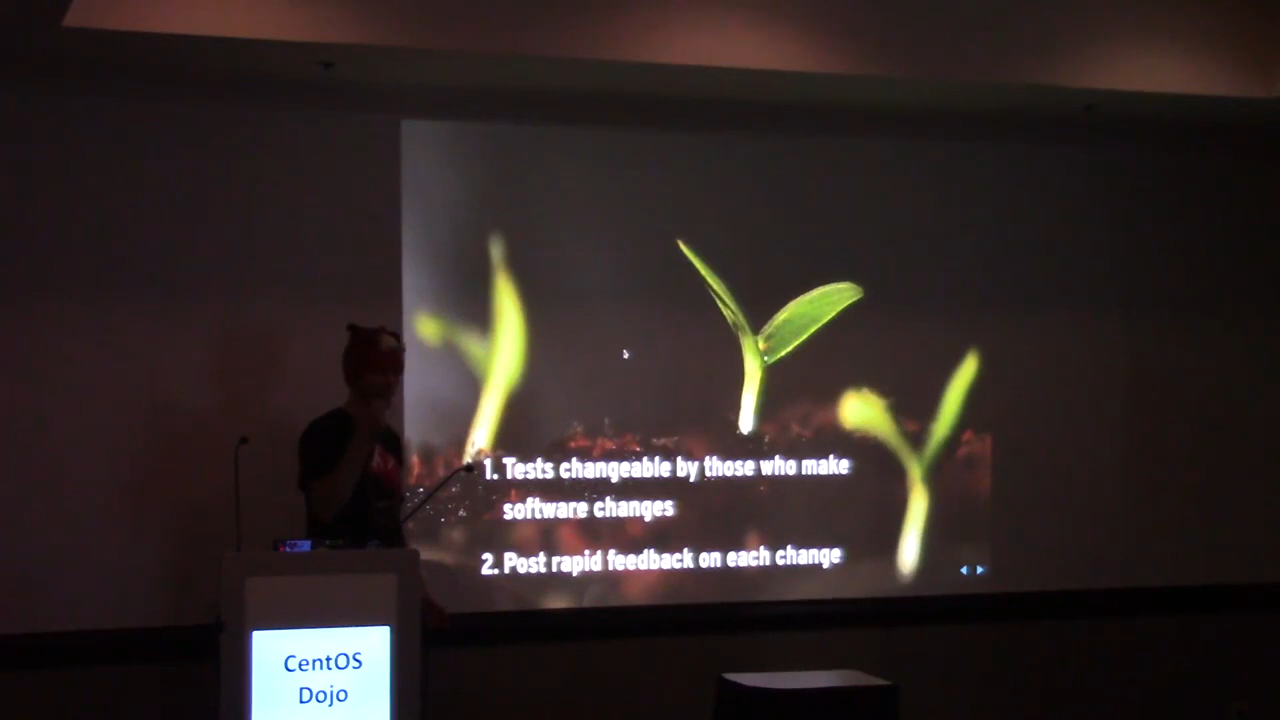 1. Tests changeable by those who make
software changes
2. Post rapid feedback on each change
CentOS
Dojo